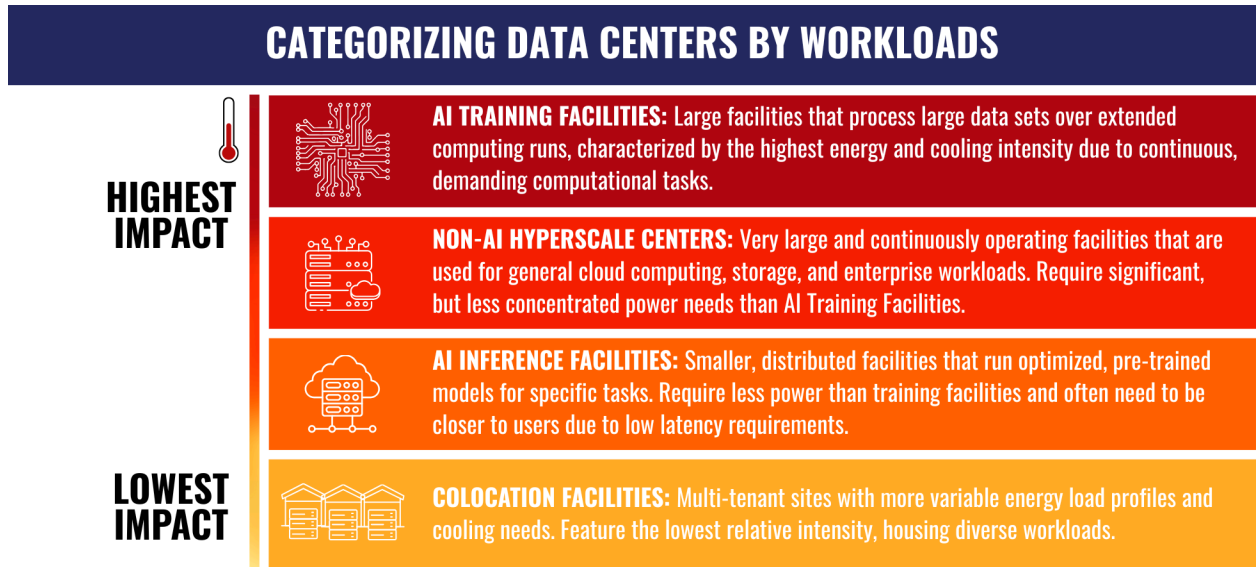 CATEGORIZING DATA CENTERS BY WORKLOADS
HIGHEST
IMPACT
AI TRAINING FACILITIES: Large facilities that process large data sets over extended
computing runs, characterized by the highest energy and cooling intensity due to continuous,
demanding computational tasks.
NON-AI HYPERSCALE CENTERS: Very large and continuously operating facilities that are
used for general cloud computing, storage, and enterprise workloads. Require significant,
but less concentrated power needs than AI Training Facilities.
AI INFERENCE FACILITIES: Smaller, distributed facilities that run optimized, pre-trained
models for specific tasks. Require less power than training facilities and often need to be
closer to users due to low latency requirements.
LOWEST
IMPACT
COLOCATION FACILITIES: Multi-tenant sites with more variable energy load profiles and
cooling needs. Feature the lowest relative intensity, housing diverse workloads.